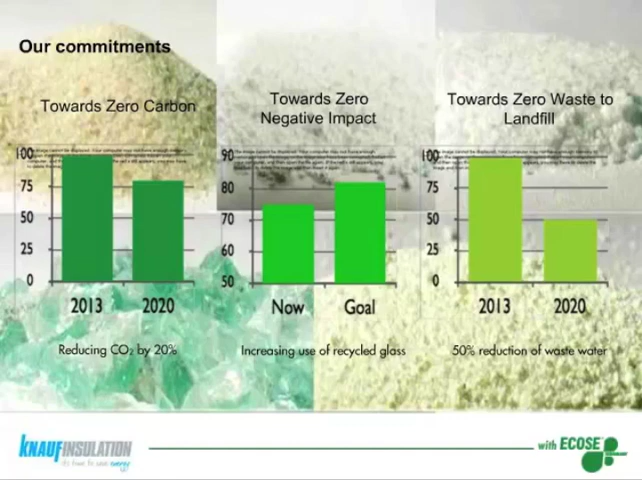 Our commitments
Towards Zero Carbon
Towards Zero
Negative Impact
Towards Zero Waste to
Landfill
100
75
50
25
0
2013 2020
90
80
70
60
50
Now Goal
100
75
50
25
0
2013 2020
Reducing CO₂ by 20%
Increasing use of recycled glass
50% reduction of waste water
KNAUFINSULATION
it's time to save energy
with ECOSE
TECHNOLOGY